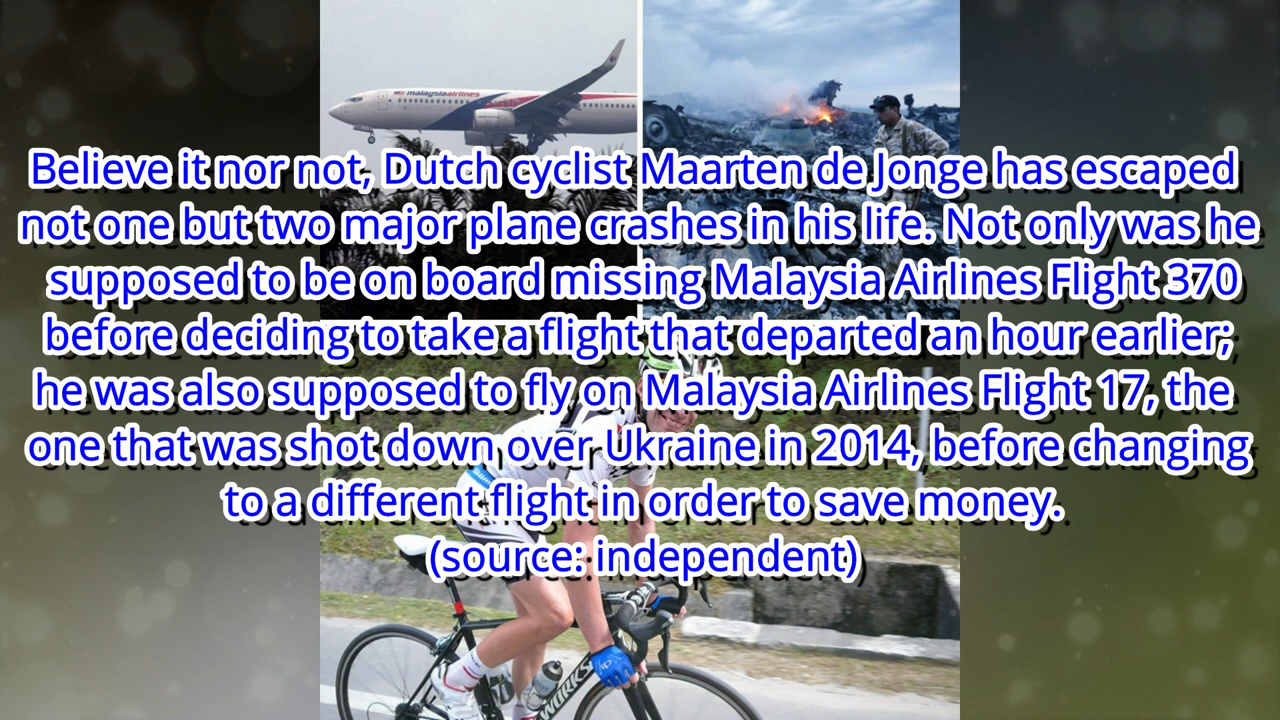 malaysia airlines
Believe it nor not, Dutch cyclist Maarten de Jonge has escaped
not one but two major plane crashes in his life. Not only was he
supposed to be on board missing Malaysia Airlines Flight 370
before deciding to take a flight that departed an hour earlier;
he was also supposed to fly on Malaysia Airlines Flight 17, the
one that was shot down over Ukraine in 2014, before changing
to a different flight in order to save money.
(source: independent)